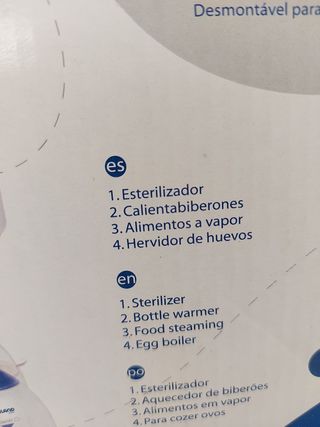 Desmontável para
es
1. Esterilizador
2. Calientabiberones
3. Alimentos a vapor
4. Hervidor de huevos
en
1. Sterilizer
2. Bottle warmer
3. Food steaming
4. Egg boiler
po
1. Esterilizador
2. Aquecedor de biberões
3. Alimentos em vapor
4. Para cozer ovos